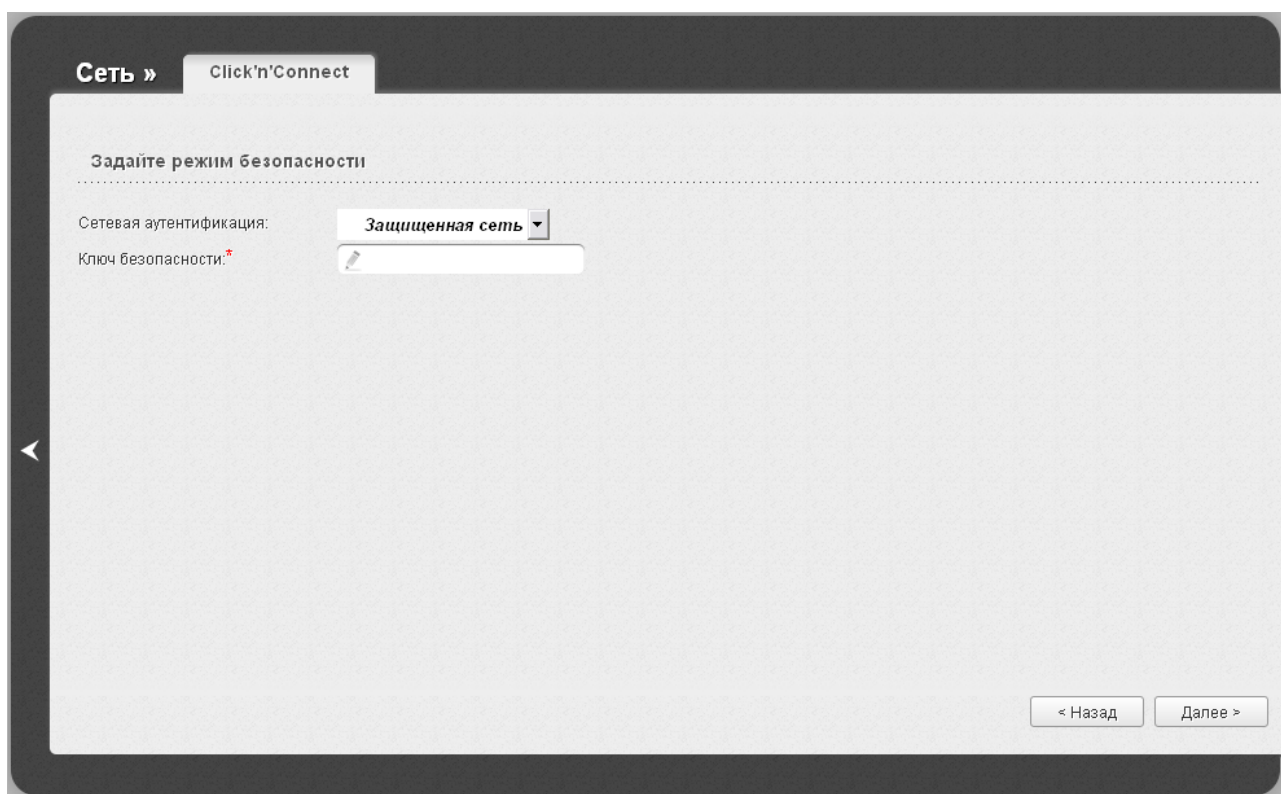 Сеть »
Click'n'Connect
Задайте режим безопасности
Сетевая аутентификация:
Защищенная сеть
Ключ безопасности:*
< Назад
Далее >